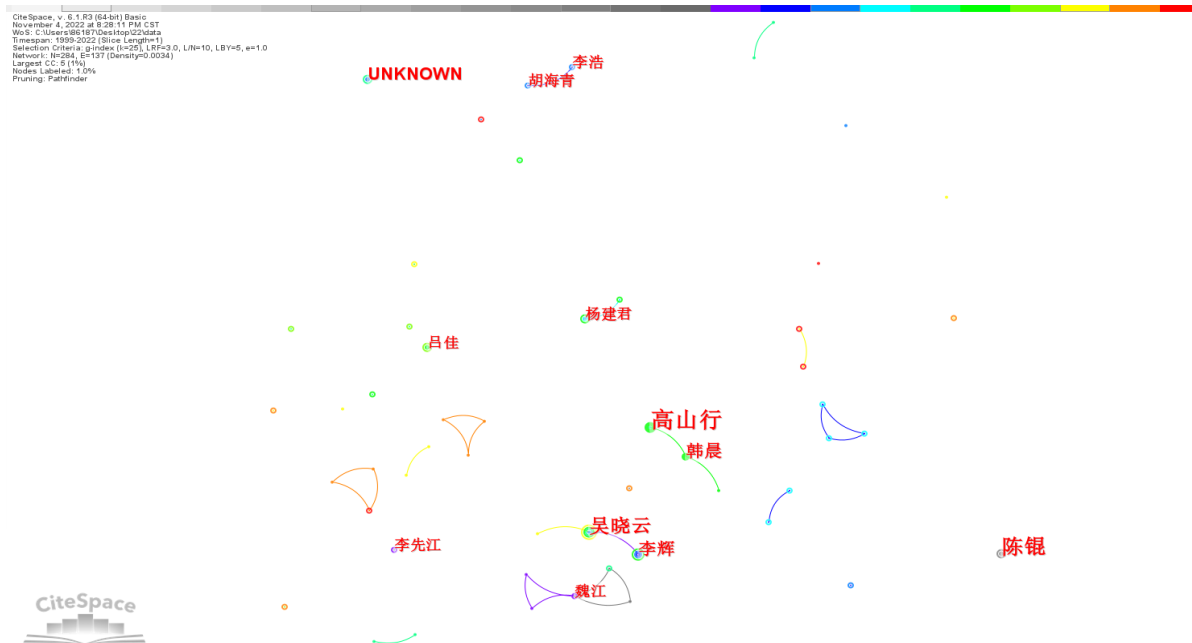 CiteSpace, v. 6.1.R3 (64-bit) Basic
November 4, 2022 at 8:28:11 PM CST
WoS: C:\Users\86187\Desktop\22\data
Timespan: 1999-2022 (Slice Length=1)
Selection Criteria: g-index (k=25), LRF=3.0, L/N=10, LBY=5, e=1.0
Network: N=284, E=137 (Density=0.0034)
Largest CC: 5 (1%)
Nodes Labeled: 1.0%
Pruning: Pathfinder
李浩
UNKNOWN
胡海青
杨建君
吕佳
高山行
韩晨
吴晓云
李先江
李辉
陈锟
魏江
CiteSpace